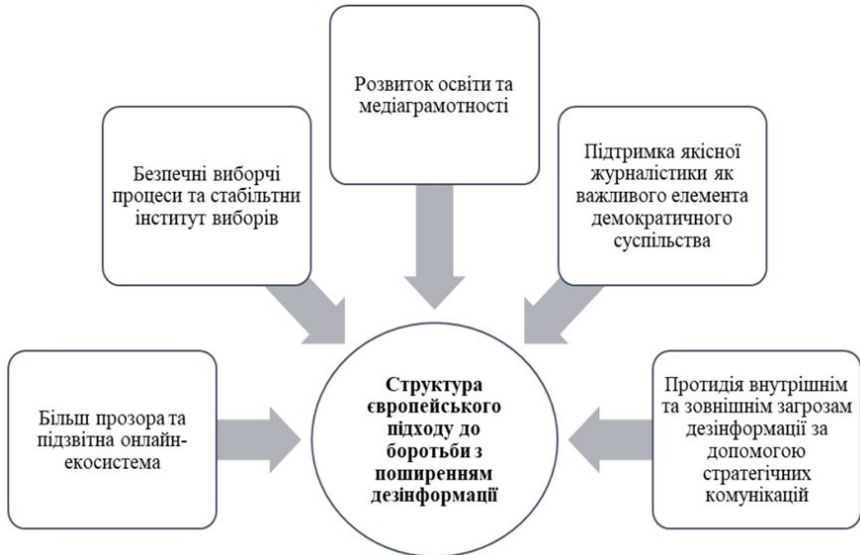 Розвиток освіти та
медіаграмотності
Безпечні виборчі
процеси та стабільтни
інститут виборів
Підтримка якісної
журналістики як
важливого елемента
демократичного
суспільства
Більш прозора та
підзвітна онлайн-
екосистема
Структура
європейського
підходу до
боротьби з
поширенням
дезінформації
Протидія внутрішнім
та зовнішнім загрозам
дезінформації за
допомогою
стратегічних
комунікацій